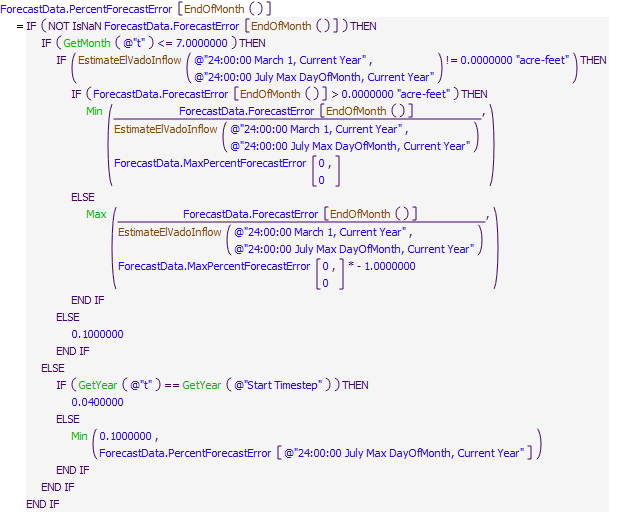 ForecastData.PercentForecastError [EndOfMonth ( ) ]
= IF ( NOT IsNaN ForecastData.ForecastError [EndOfMonth ( ) ] ) THEN
IF ( GetMonth ( @"t" ) <= 7.0000000 ) THEN
IF ( EstimateElVadoInflow ( @"24:00:00 March 1, Current Year" ,
@"24:00:00 July Max DayOfMonth, Current Year" ) != 0.0000000 "acre-feet" ) THEN
IF ( ForecastData.ForecastError [EndOfMonth ( ) ] > 0.0000000 "acre-feet" ) THEN
Min ( ForecastData.ForecastError [EndOfMonth ( ) ] ,
EstimateElVadoInflow ( @"24:00:00 March 1, Current Year" ,
@"24:00:00 July Max DayOfMonth, Current Year" )
ForecastData.MaxPercentForecastError [ 0 ,
0 ] )
ELSE
Max ( ForecastData.ForecastError [EndOfMonth ( ) ] ,
EstimateElVadoInflow ( @"24:00:00 March 1, Current Year" ,
@"24:00:00 July Max DayOfMonth, Current Year" )
ForecastData.MaxPercentForecastError [ 0 , ] * - 1.0000000
0 )
END IF
ELSE
0.1000000
END IF
ELSE
IF ( GetYear ( @"t" ) == GetYear ( @"Start Timestep" ) ) THEN
0.0400000
ELSE
Min ( 0.1000000 ,
ForecastData.PercentForecastError [ @"24:00:00 July Max DayOfMonth, Current Year" ] )
END IF
END IF
END IF